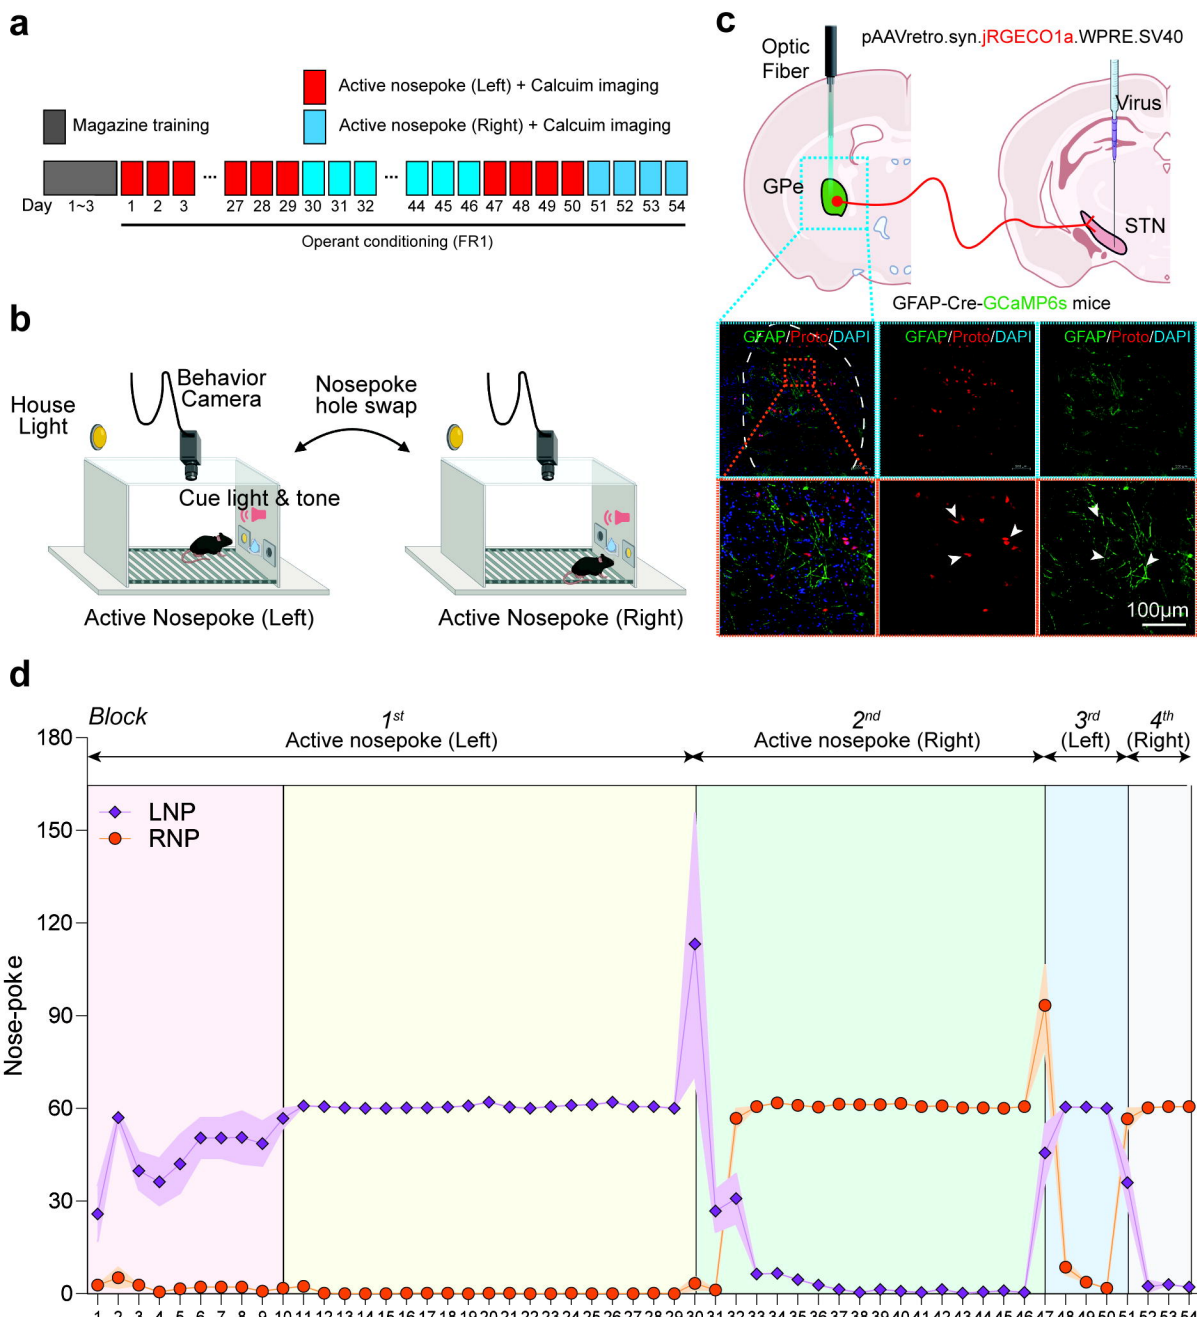 a
Active nosepoke (Left) + Calcuim imaging
Magazine training
Active nosepoke (Right) + Calcuim imaging
... ...
Day 1~3 1 2 3 27 28 29 30 31 32 44 45 46 47 48 49 50 51 52 53 54
Operant conditioning (FR1)
b
House
Light
Behavior
Camera
Nosepoke
hole swap
Cue light & tone
Active Nosepoke (Left)
Active Nosepoke (Right)
c
pAAVretro.syn.jRGECO1a.WPRE.SV40
Optic
Fiber
Virus
GPe
STN
GFAP-Cre-GCaMP6s mice
GFAP/Proto/DAPI GFAP/Proto/DAPI GFAP/Proto/DAPI
100µm
d
Block
1st
Active nosepoke (Left)
2nd
Active nosepoke (Right)
3rd
(Left)
4th
(Right)
LNP
RNP
Nose-poke
180
150
120
90
60
30
0
1 2 3 4 5 6 7 8 9 10 11 12 13 14 15 16 17 18 19 20 21 22 23 24 25 26 27 28 29 30 31 32 33 34 35 36 37 38 39 40 41 42 43 44 45 46 47 48 49 50 51 52 53 54